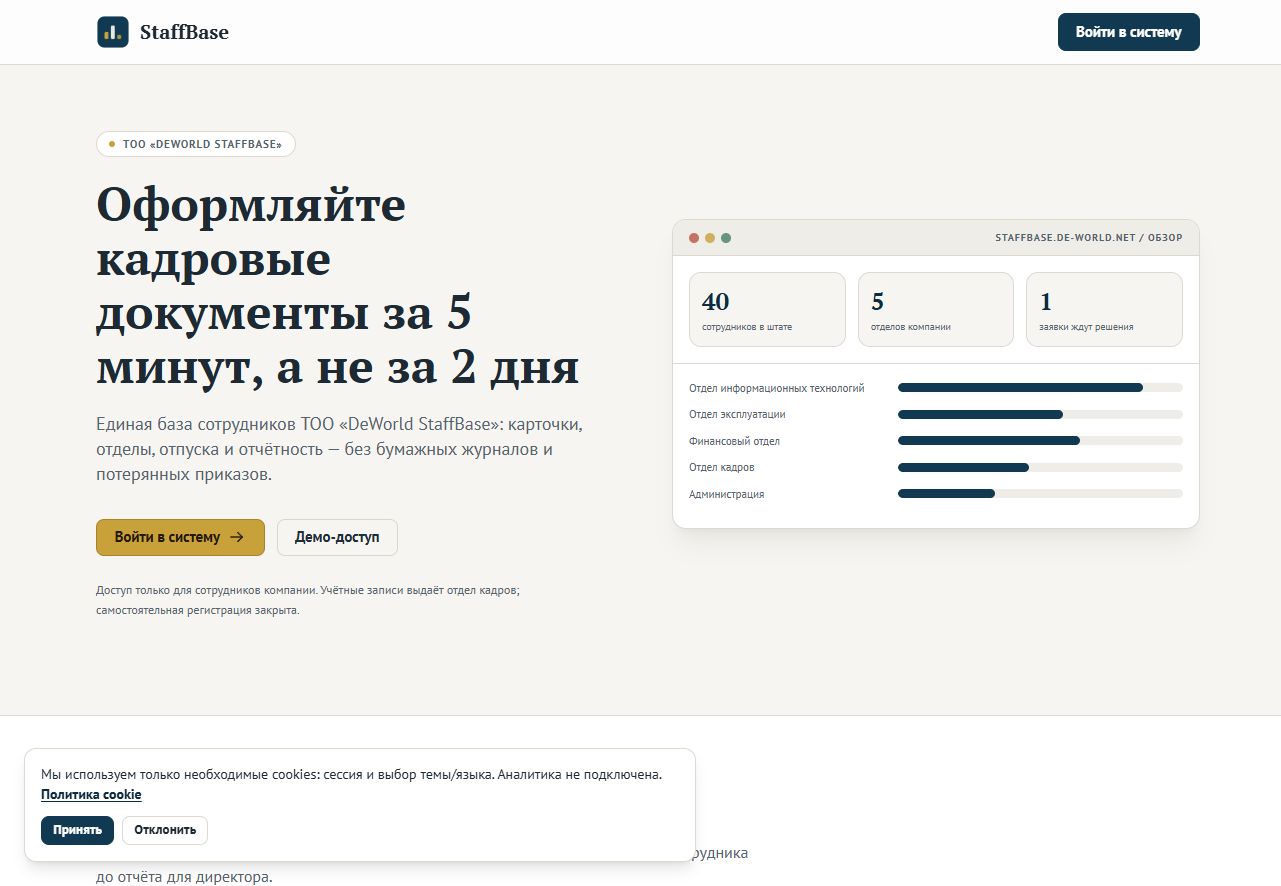 StaffBase
Войти в систему
ТОО «DEWORLD STAFFBASE»
Оформляйте
кадровые
документы за 5
минут, а не за 2 дня
Единая база сотрудников ТОО «DeWorld StaffBase»: карточки,
отделы, отпуска и отчётность — без бумажных журналов и
потерянных приказов.
Войти в систему →
Демо-доступ
Доступ только для сотрудников компании. Учётные записи выдаёт отдел кадров;
самостоятельная регистрация закрыта.
STAFFBASE.DE-WORLD.NET / ОБЗОР
40
сотрудников в штате
5
отделов компании
1
заявки ждут решения
Отдел информационных технологий
Отдел эксплуатации
Финансовый отдел
Отдел кадров
Администрация
Мы используем только необходимые cookies: сессия и выбор темы/языка. Аналитика не подключена.
Политика cookie
Принять
Отклонить
рудника
до отчёта для директора.